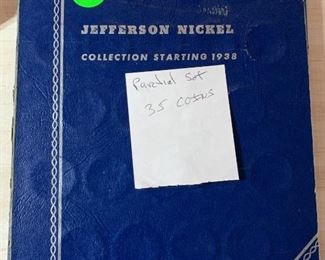 JEFFERSON NICKEL
COLLECTION STARTING 1938
Partial Set
35 COINS